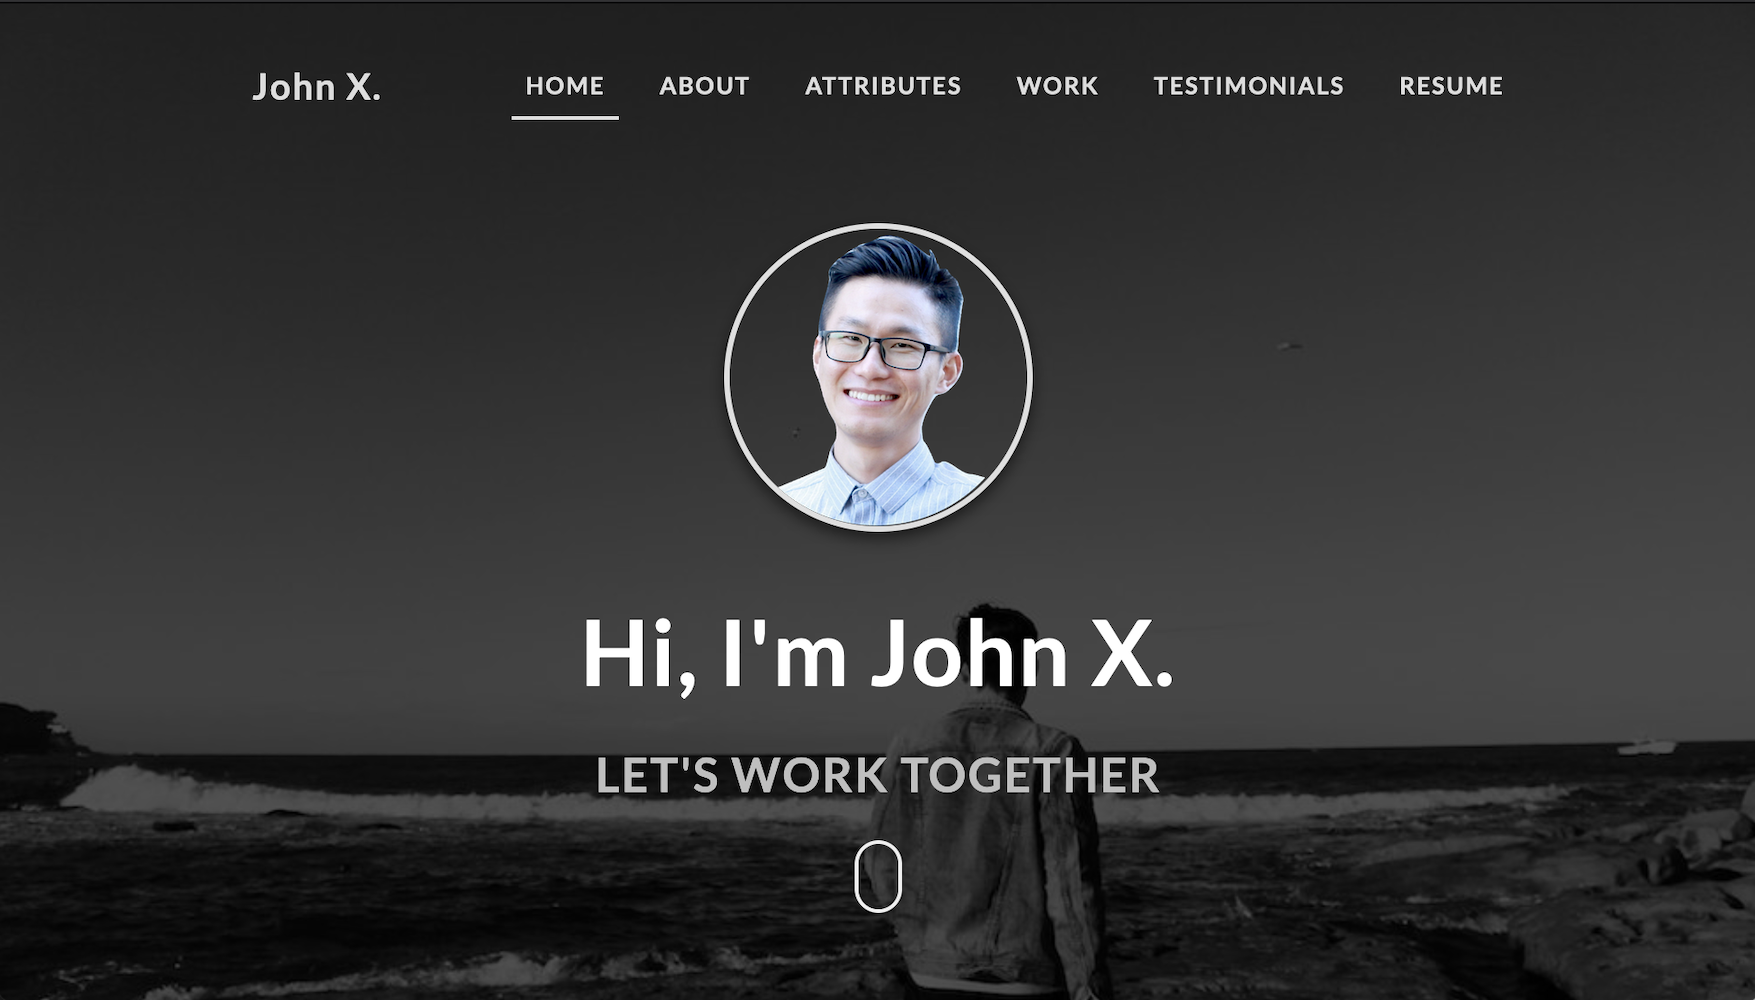 John X. HOME ABOUT ATTRIBUTES WORK TESTIMONIALS RESUME
Hi, I'm John X.
LET'S WORK TOGETHER